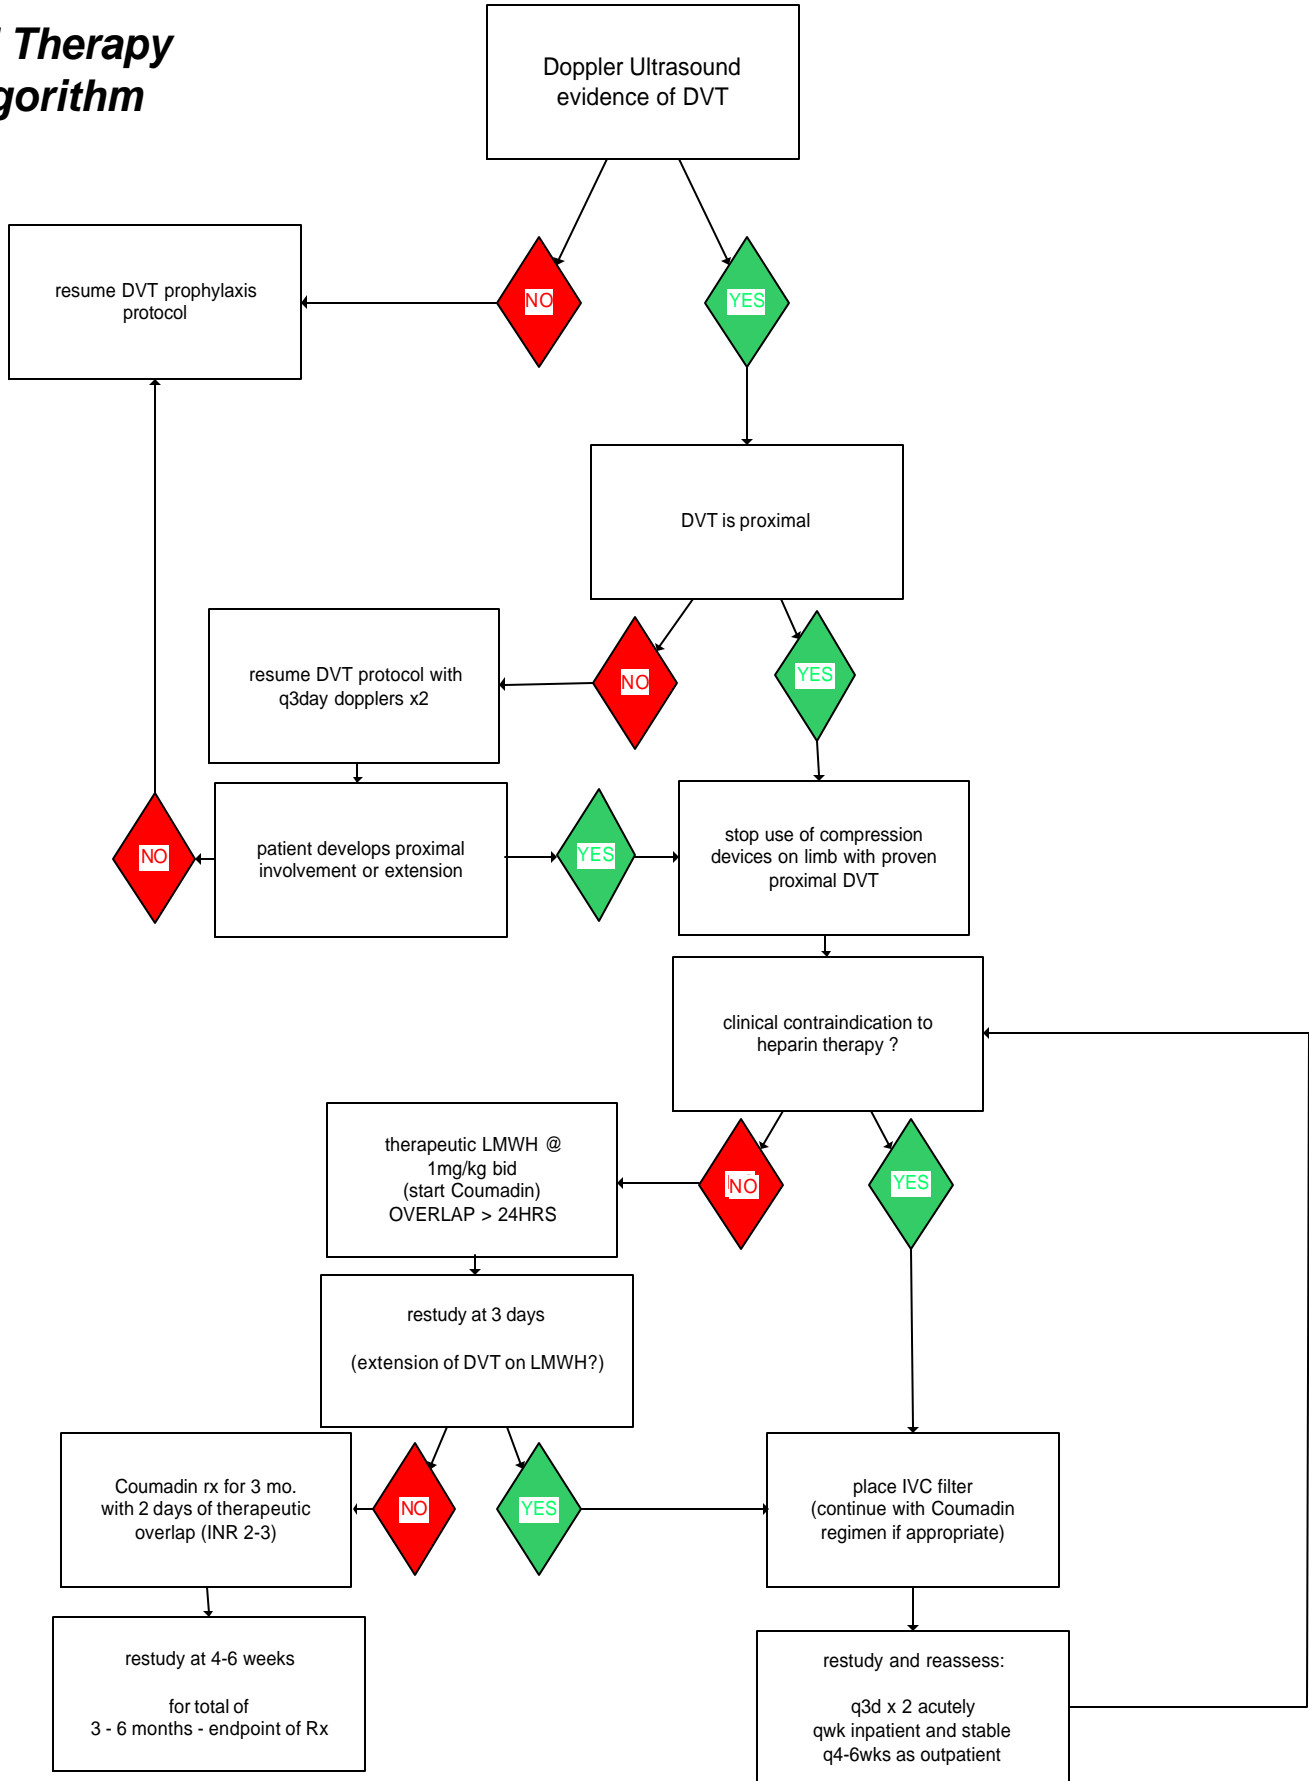 Therapy
gorithm
Doppler Ultrasound
evidence of DVT
NO
YES
resume DVT prophylaxis
protocol
DVT is proximal
NO
YES
resume DVT protocol with
q3day dopplers x2
NO
patient develops proximal
involvement or extension
YES
stop use of compression
devices on limb with proven
proximal DVT
clinical contraindication to
heparin therapy ?
NO
YES
therapeutic LMWH @
1mg/kg bid
(start Coumadin)
OVERLAP > 24HRS
restudy at 3 days
(extension of DVT on LMWH?)
NO
YES
Coumadin rx for 3 mo.
with 2 days of therapeutic
overlap (INR 2-3)
place IVC filter
(continue with Coumadin
regimen if appropriate)
restudy at 4-6 weeks
for total of
3 - 6 months - endpoint of Rx
restudy and reassess:
q3d x 2 acutely
qwk inpatient and stable
q4-6wks as outpatient